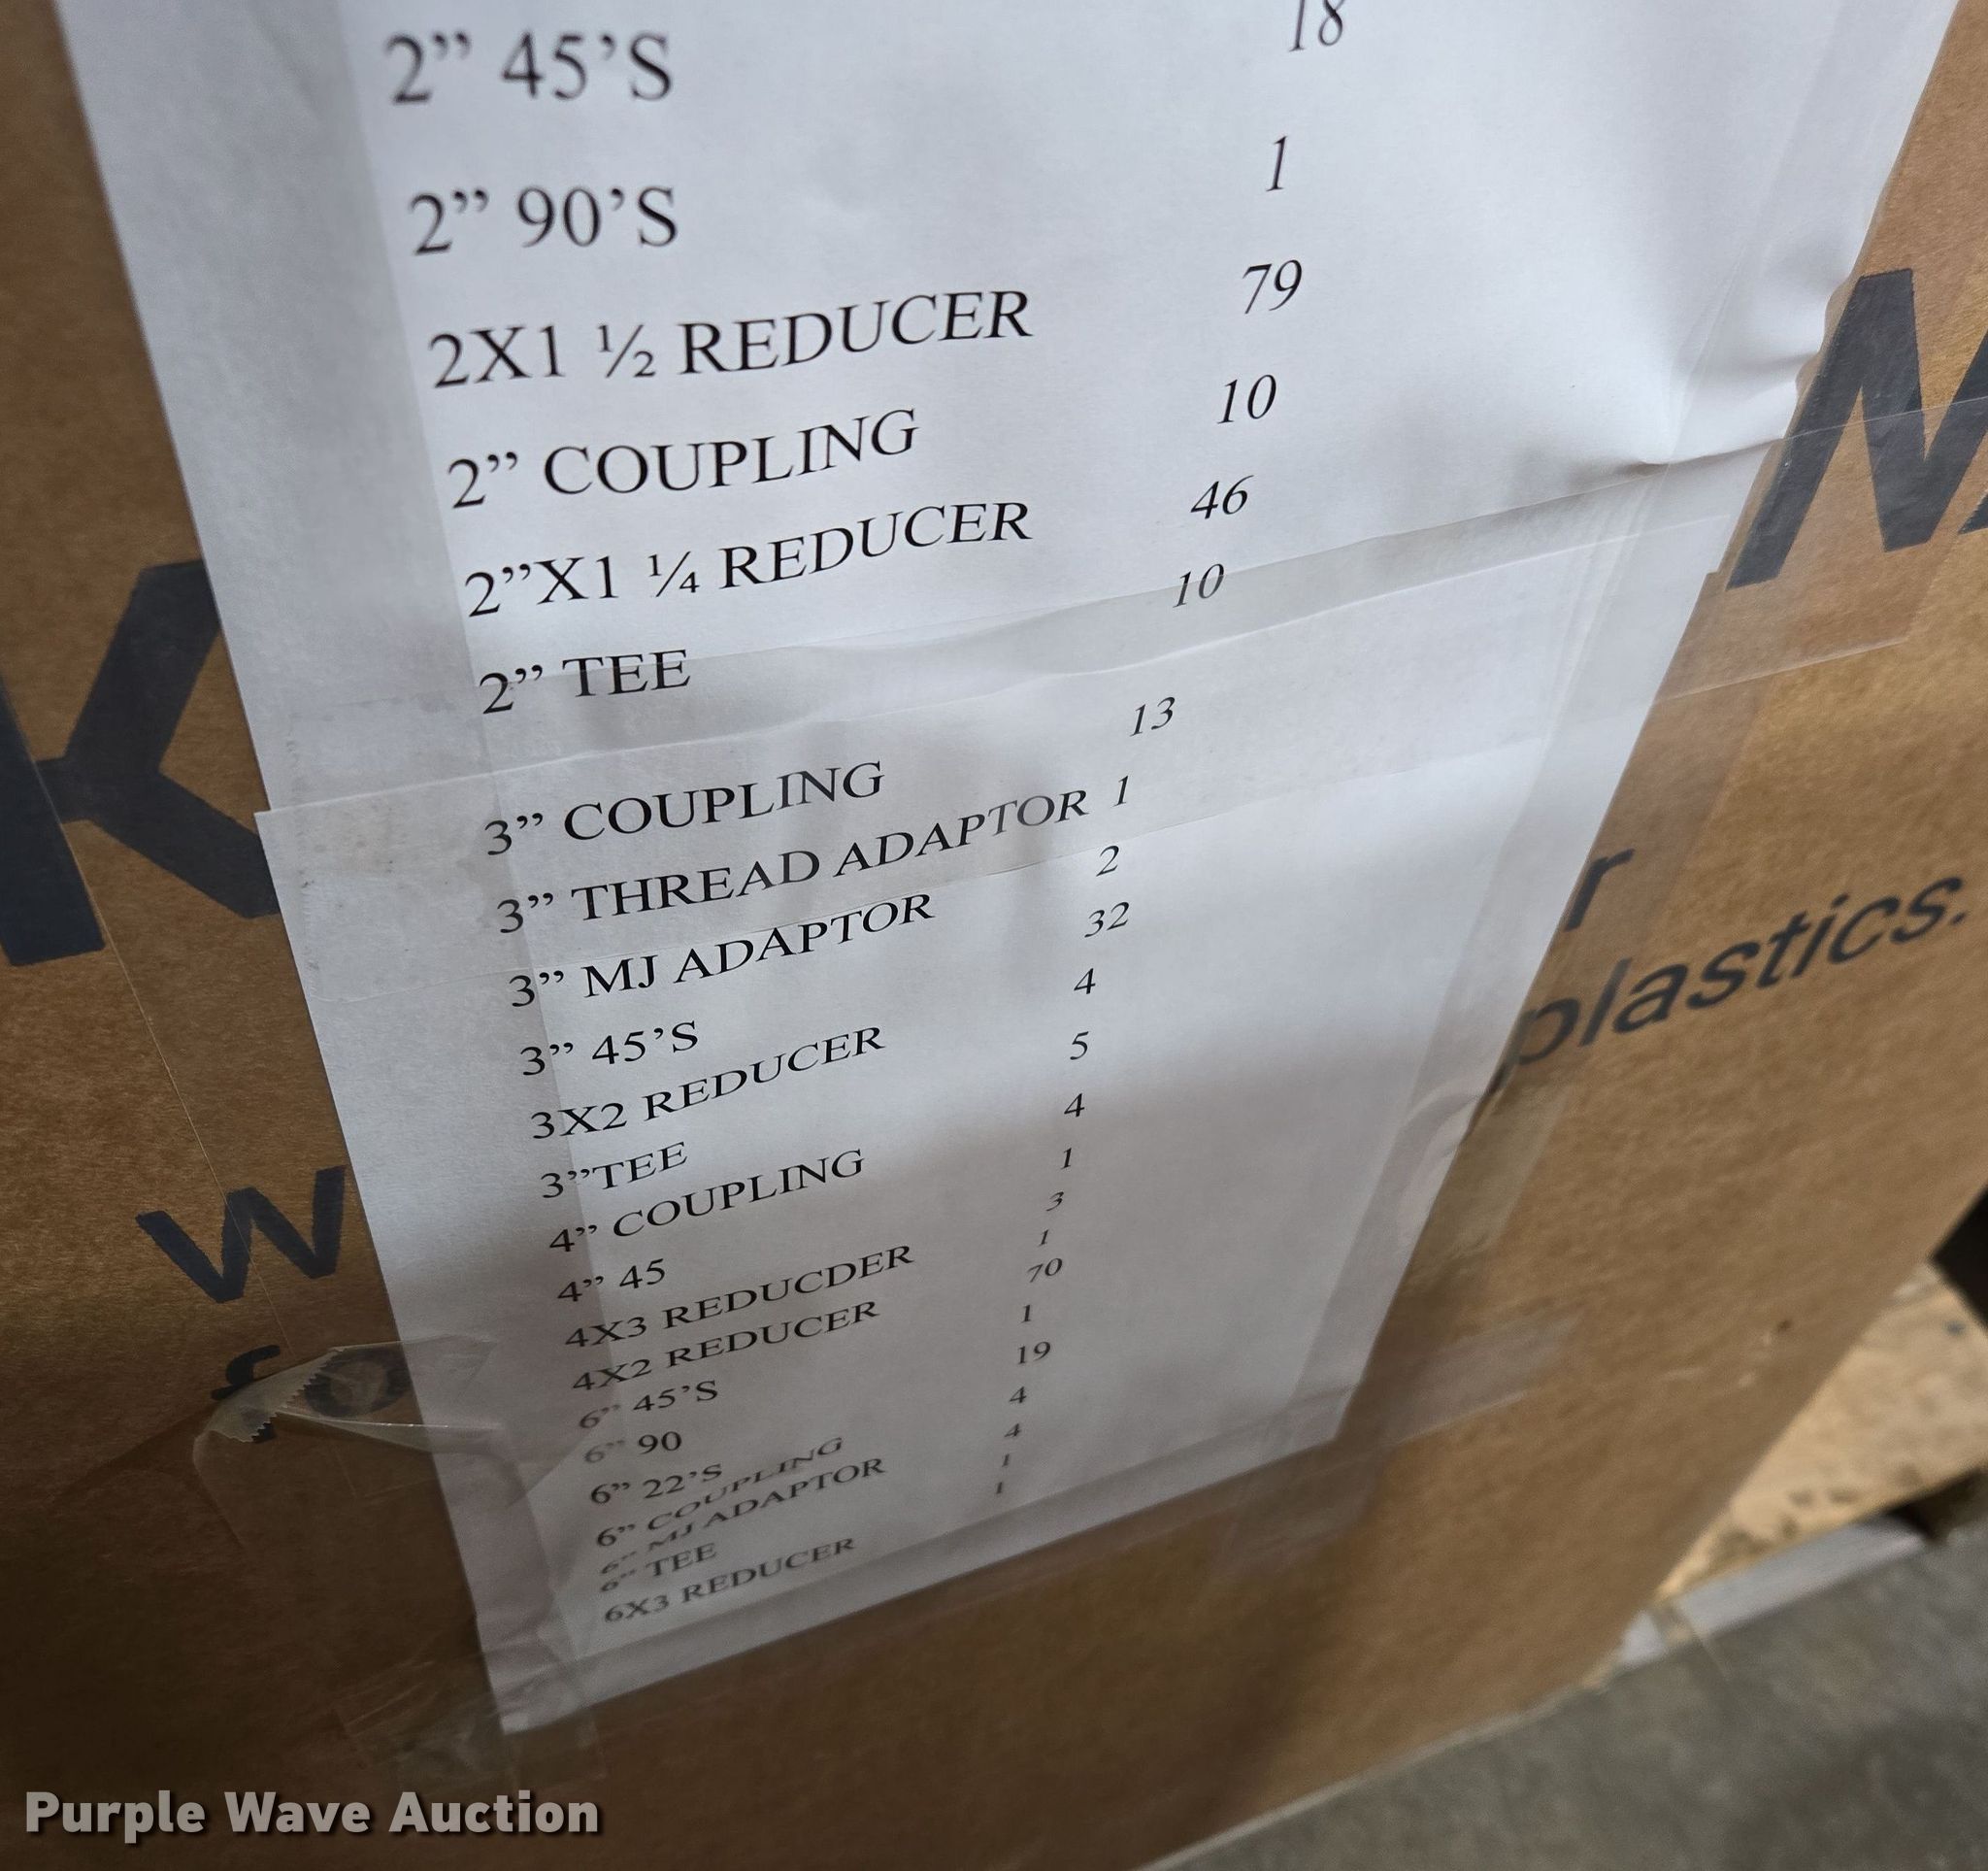 2” 45’S 18
2” 90’S 1
2X1 ½ REDUCER 79
2” COUPLING 10
2”X1 ¼ REDUCER 46
2” TEE 10
3” COUPLING 13
3” THREAD ADAPTOR 1
3” MJ ADAPTOR 2
3” 45’S 32
3X2 REDUCER 4
3”TEE 5
4” COUPLING 4
4” 45 1
4X3 REDUCDER 3
4X2 REDUCER 1
6” 45’S 70
6” 90 1
6” 22’S 19
6” COUPLING 4
6” MJ ADAPTOR 4
6” TEE 1
6X3 REDUCER 1
plastics.
Purple Wave Auction